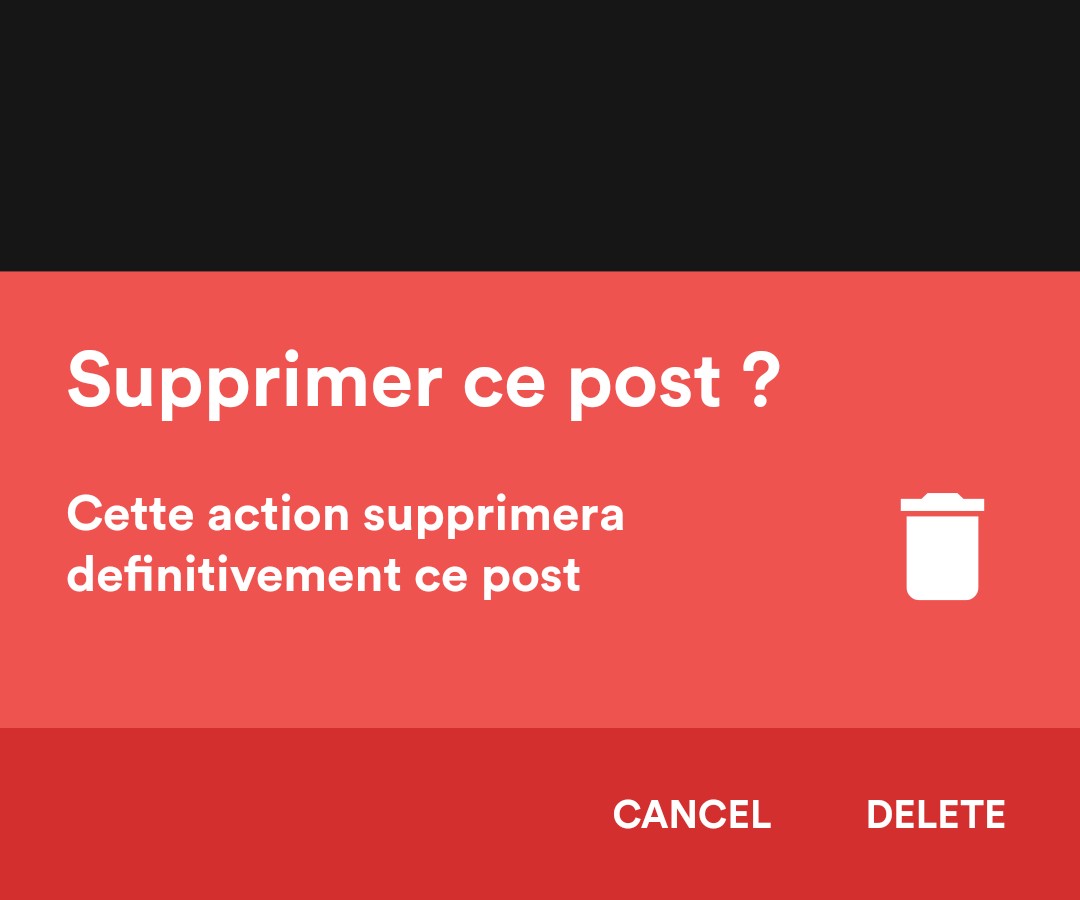 Supprimer ce post ?
Cette action supprimera
definitivement ce post
CANCEL DELETE